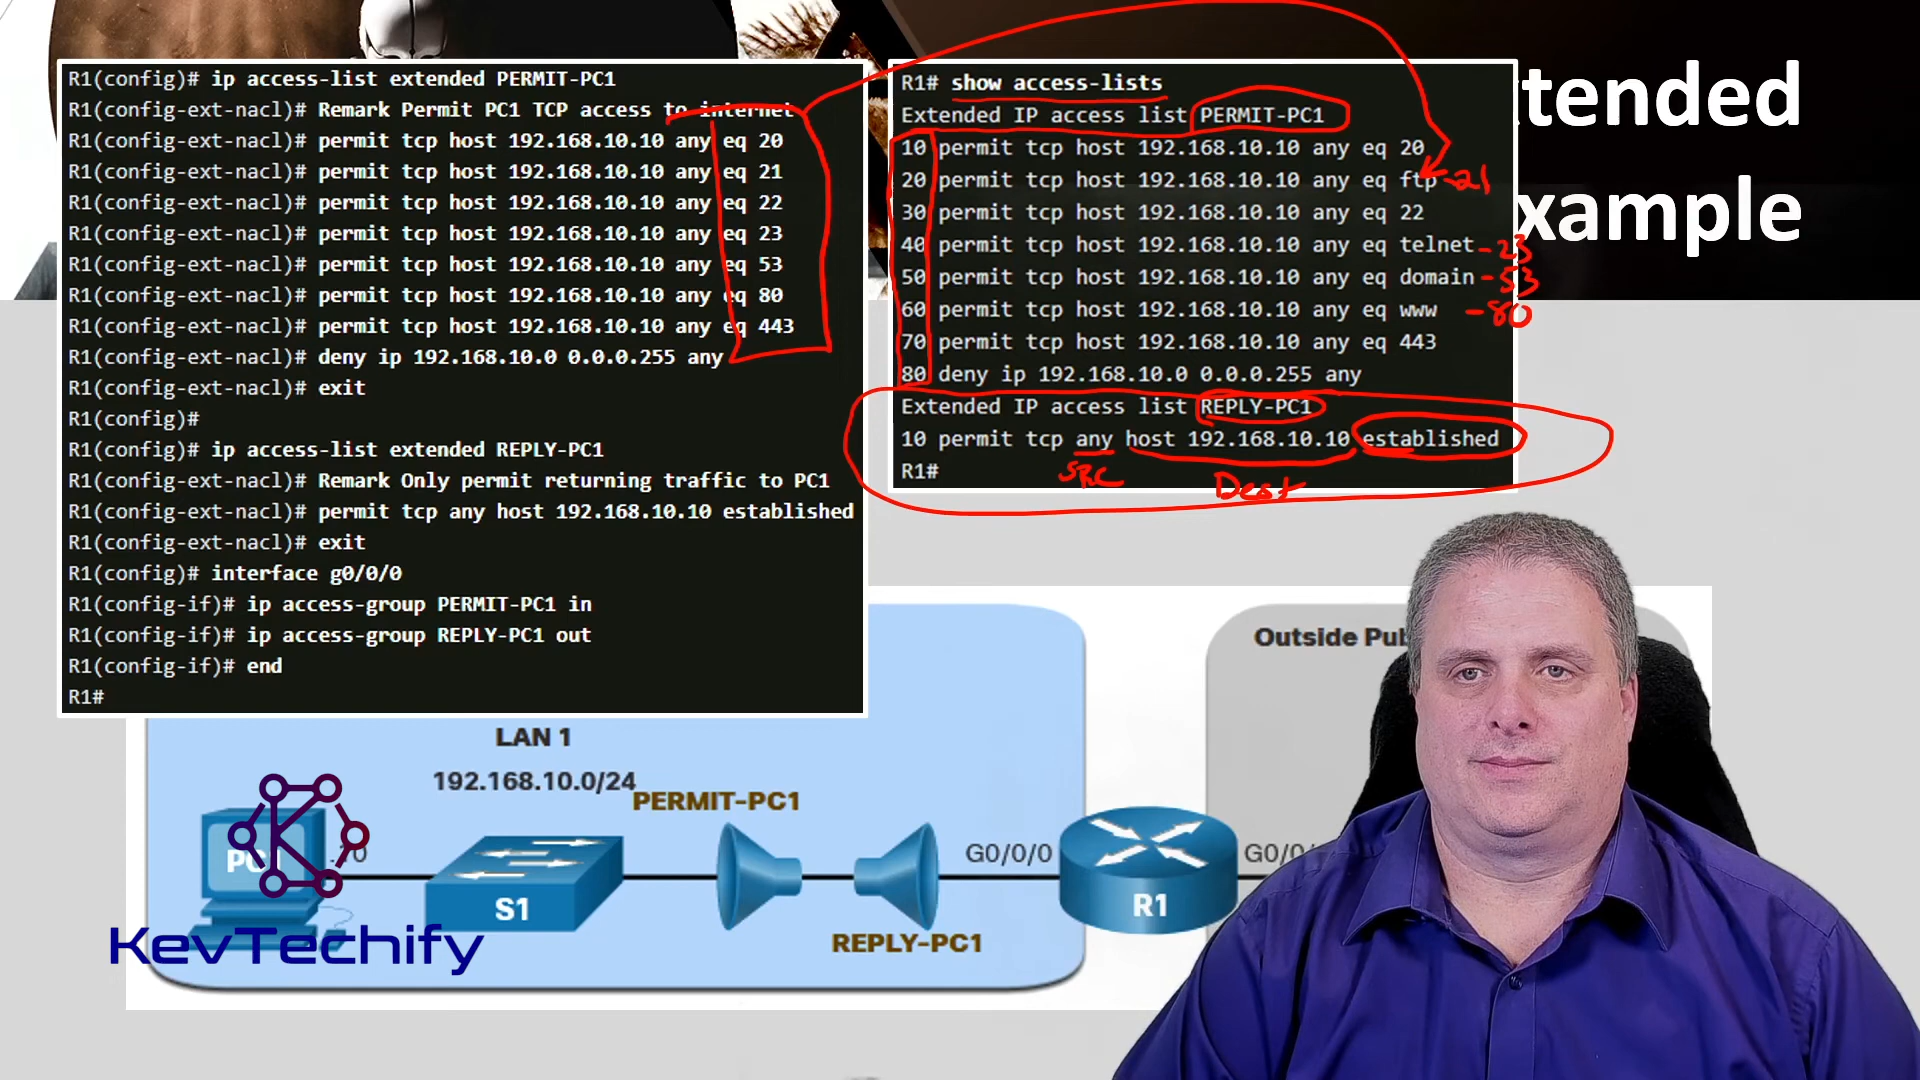 R1(config)# ip access-list extended PERMIT-PC1
R1(config-ext-nacl)# Remark Permit PC1 TCP access to internet
R1(config-ext-nacl)# permit tcp host 192.168.10.10 any eq 20
R1(config-ext-nacl)# permit tcp host 192.168.10.10 any eq 21
R1(config-ext-nacl)# permit tcp host 192.168.10.10 any eq 22
R1(config-ext-nacl)# permit tcp host 192.168.10.10 any eq 23
R1(config-ext-nacl)# permit tcp host 192.168.10.10 any eq 53
R1(config-ext-nacl)# permit tcp host 192.168.10.10 any eq 80
R1(config-ext-nacl)# permit tcp host 192.168.10.10 any eq 443
R1(config-ext-nacl)# deny ip 192.168.10.0 0.0.0.255 any
R1(config-ext-nacl)# exit
R1(config)#
R1(config)# ip access-list extended REPLY-PC1
R1(config-ext-nacl)# Remark Only permit returning traffic to PC1
R1(config-ext-nacl)# permit tcp any host 192.168.10.10 established
R1(config-ext-nacl)# exit
R1(config)# interface g0/0/0
R1(config-if)# ip access-group PERMIT-PC1 in
R1(config-if)# ip access-group REPLY-PC1 out
R1(config-if)# end
R1#
R1# show access-lists
Extended IP access list PERMIT-PC1
10 permit tcp host 192.168.10.10 any eq 20
20 permit tcp host 192.168.10.10 any eq ftp -21
30 permit tcp host 192.168.10.10 any eq 22
40 permit tcp host 192.168.10.10 any eq telnet -23
50 permit tcp host 192.168.10.10 any eq domain -53
60 permit tcp host 192.168.10.10 any eq www -80
70 permit tcp host 192.168.10.10 any eq 443
80 deny ip 192.168.10.0 0.0.0.255 any
Extended IP access list REPLY-PC1
10 permit tcp any host 192.168.10.10 established
R1#
SRC Dest
tended
xample
LAN 1
192.168.10.0/24
PERMIT-PC1
REPLY-PC1
S1
G0/0/0
R1
G0/0/
Outside Pub
KevTechify